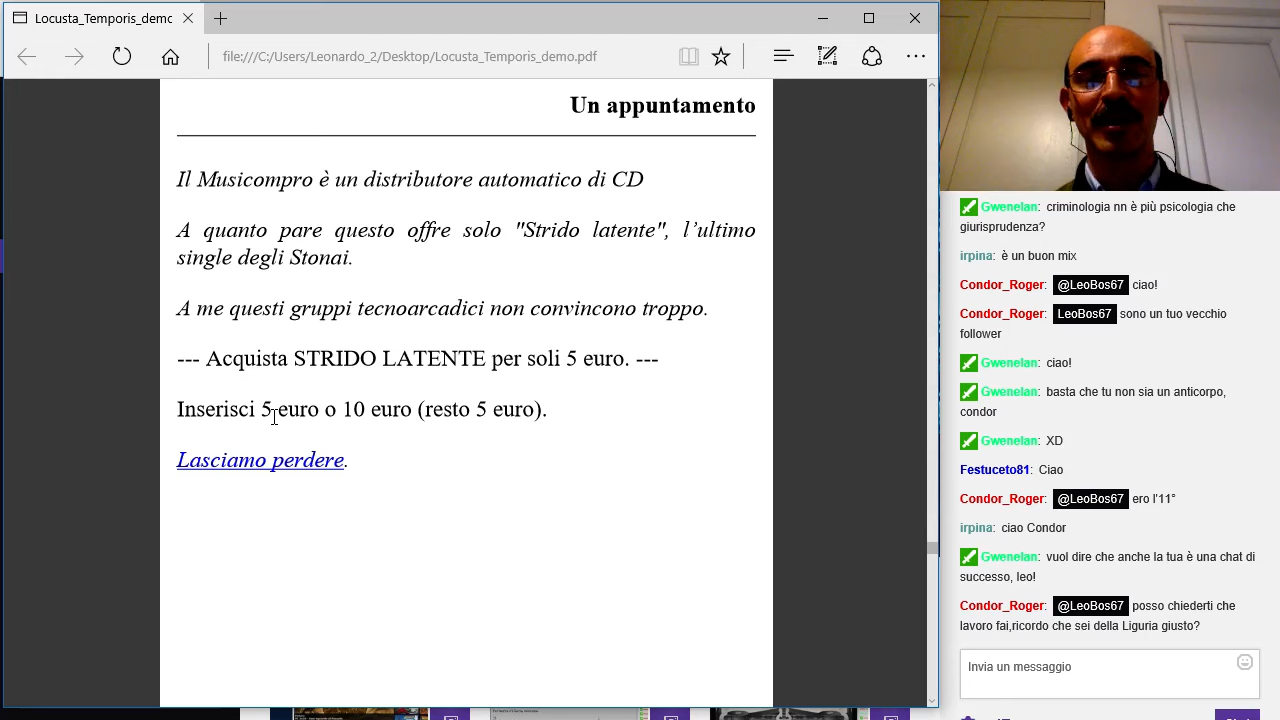 Locusta_Temporis_demo
file:///C:/Users/Leonardo_2/Desktop/Locusta_Temporis_demo.pdf
Un appuntamento
Il Musicompro è un distributore automatico di CD
A quanto pare questo offre solo "Strido latente", l’ultimo
single degli Stonai.
A me questi gruppi tecnoarcadici non convincono troppo.
--- Acquista STRIDO LATENTE per soli 5 euro. ---
Inserisci 5 euro o 10 euro (resto 5 euro).
Lasciamo perdere.
Gwenelan: criminologia nn è più psicologia che
giurisprudenza?
irpina: è un buon mix
Condor_Roger: @LeoBos67 ciao!
Condor_Roger: LeoBos67 sono un tuo vecchio
follower
Gwenelan: ciao!
Gwenelan: basta che tu non sia un anticorpo,
condor
Gwenelan: XD
Festuceto81: Ciao
Condor_Roger: @LeoBos67 ero l'11°
irpina: ciao Condor
Gwenelan: vuol dire che anche la tua è una chat di
successo, leo!
Condor_Roger: @LeoBos67 posso chiederti che
lavoro fai,ricordo che sei della Liguria giusto?
Invia un messaggio